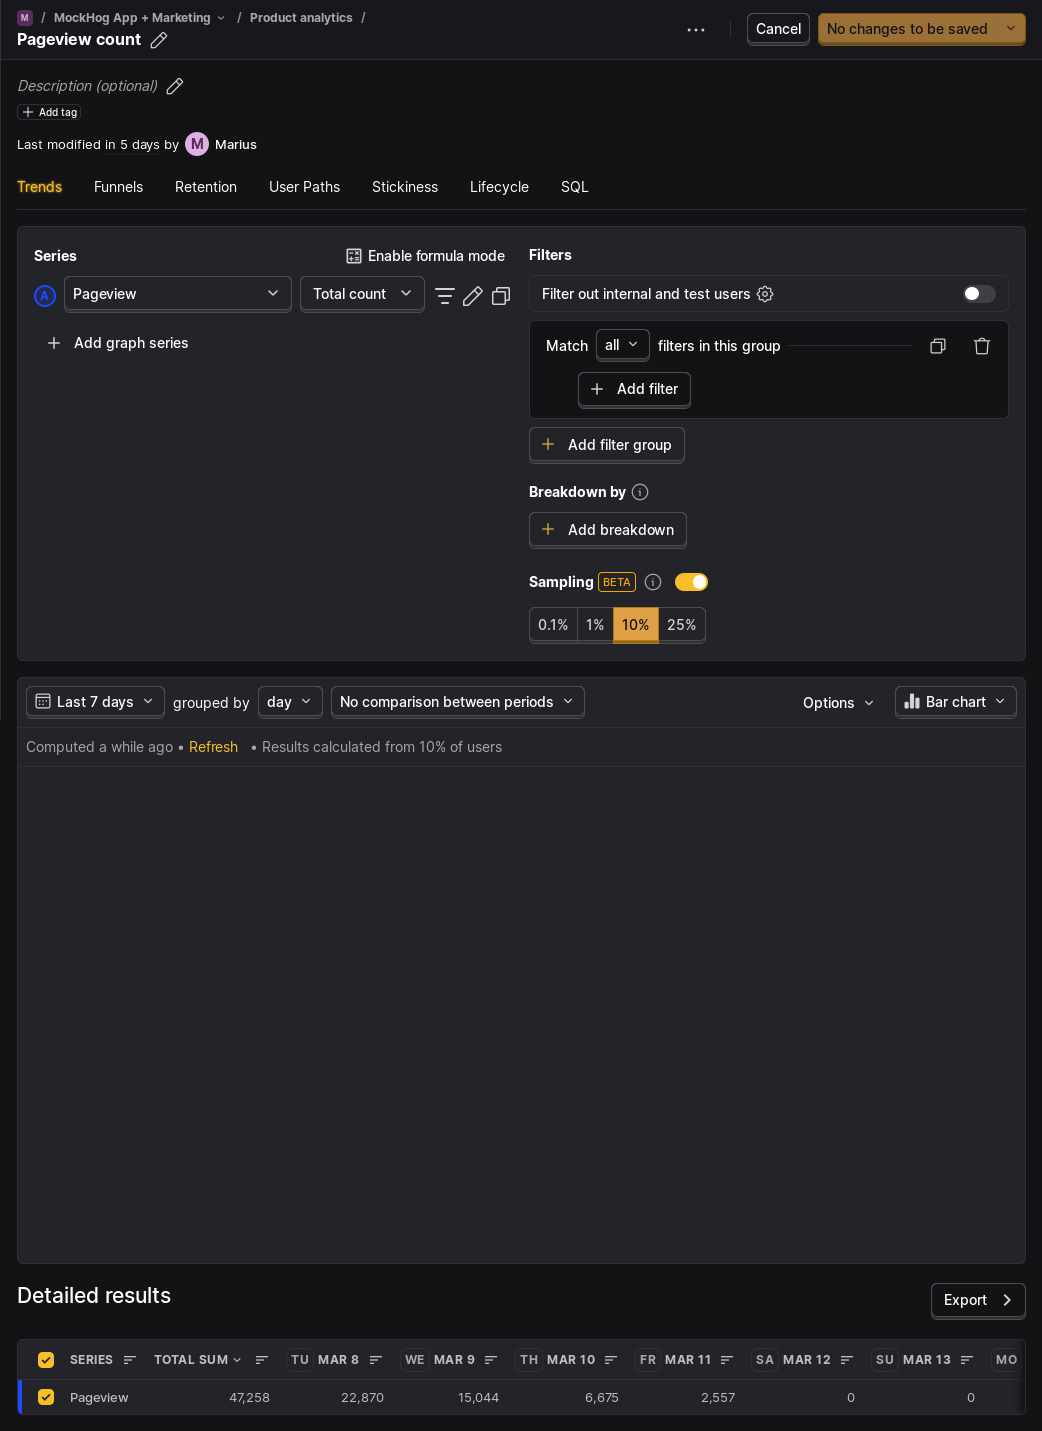 M / MockHog App + Marketing / Product analytics /
Pageview count
Cancel
No changes to be saved
Description (optional)
Add tag
Last modified in 5 days by M Marius
Trends Funnels Retention User Paths Stickiness Lifecycle SQL
Series
Enable formula mode
A Pageview Total count
Add graph series
Filters
Filter out internal and test users
Match all filters in this group
Add filter
Add filter group
Breakdown by
Add breakdown
Sampling BETA
0.1% 1% 10% 25%
Last 7 days grouped by day No comparison between periods Options Bar chart
Computed a while ago • Refresh • Results calculated from 10% of users
Detailed results
Export
SERIES TOTAL SUM TU MAR 8 WE MAR 9 TH MAR 10 FR MAR 11 SA MAR 12 SU MAR 13 MO
Pageview 47,258 22,870 15,044 6,675 2,557 0 0